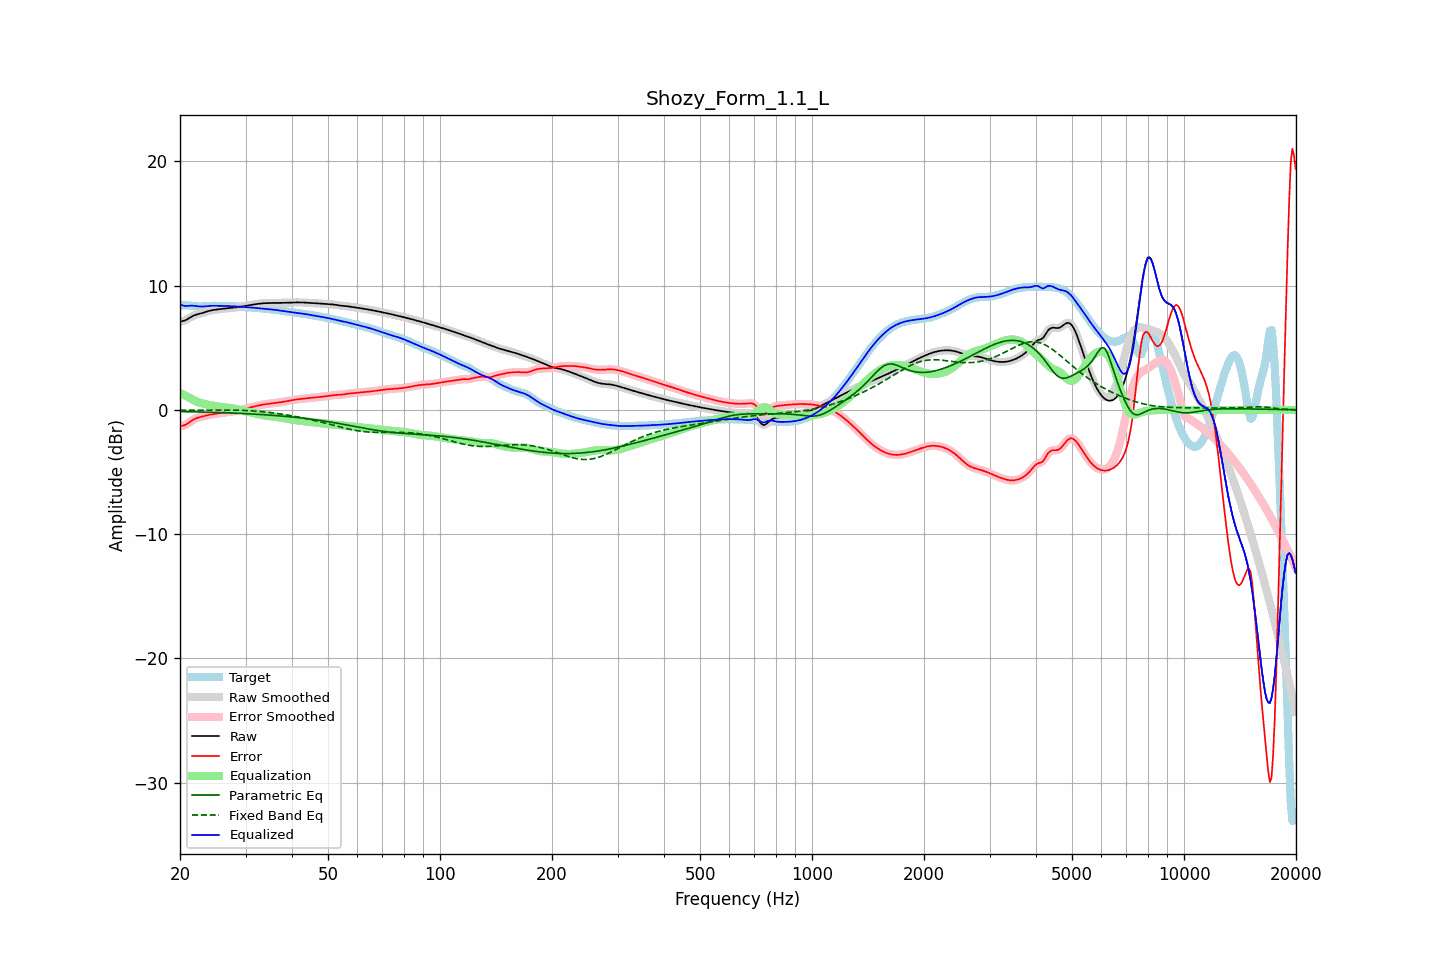 Shozy_Form_1.1_L
Amplitude (dBr)
20
10
0
−10
−20
−30
Target
Raw Smoothed
Error Smoothed
Raw
Error
Equalization
Parametric Eq
Fixed Band Eq
Equalized
20 50 100 200 500 1000 2000 5000 10000 20000
Frequency (Hz)